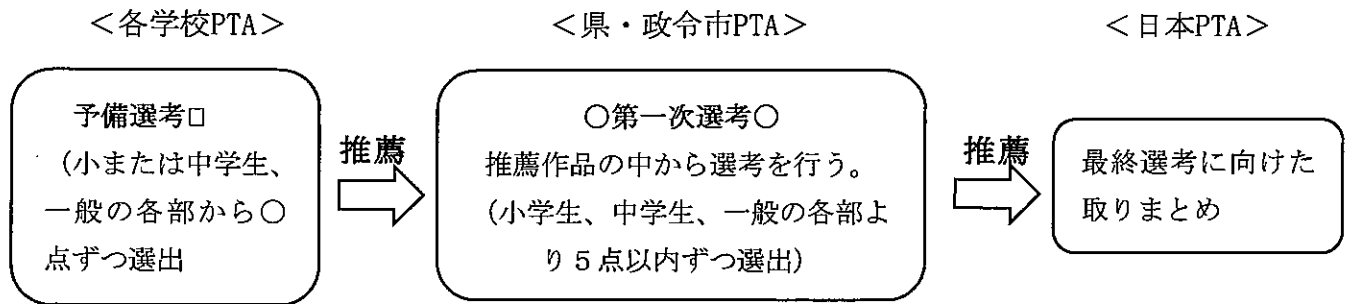 ＜各学校PTA＞
＜県・政令市PTA＞
＜日本PTA＞
予備選考□
（小または中学生、
一般の各部から○
点ずつ選出
推薦
○第一次選考○
推薦作品の中から選考を行う。
（小学生、中学生、一般の各部よ
り５点以内ずつ選出）
推薦
最終選考に向けた
取りまとめ